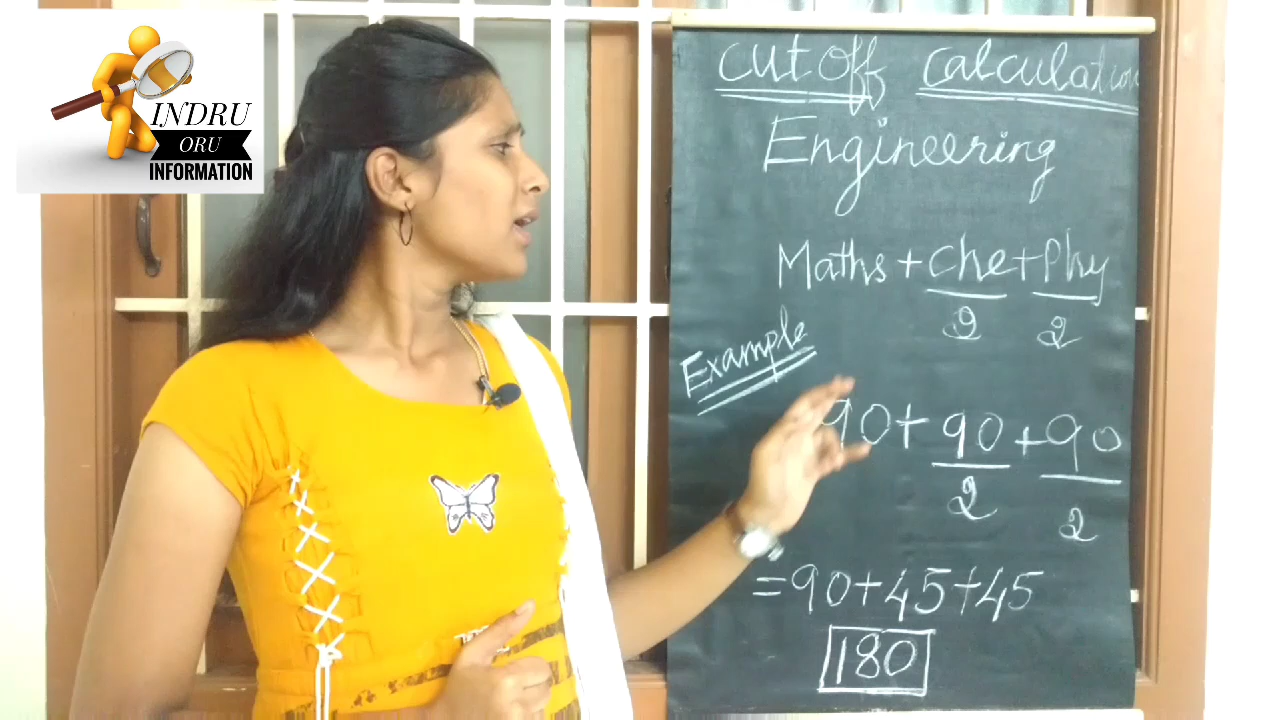 INDRU
ORU
INFORMATION
Cut off Calculation
Engineering
Maths + Che/2 + Phy/2
Example
90 + 90/2 + 90/2
= 90 + 45 + 45
180